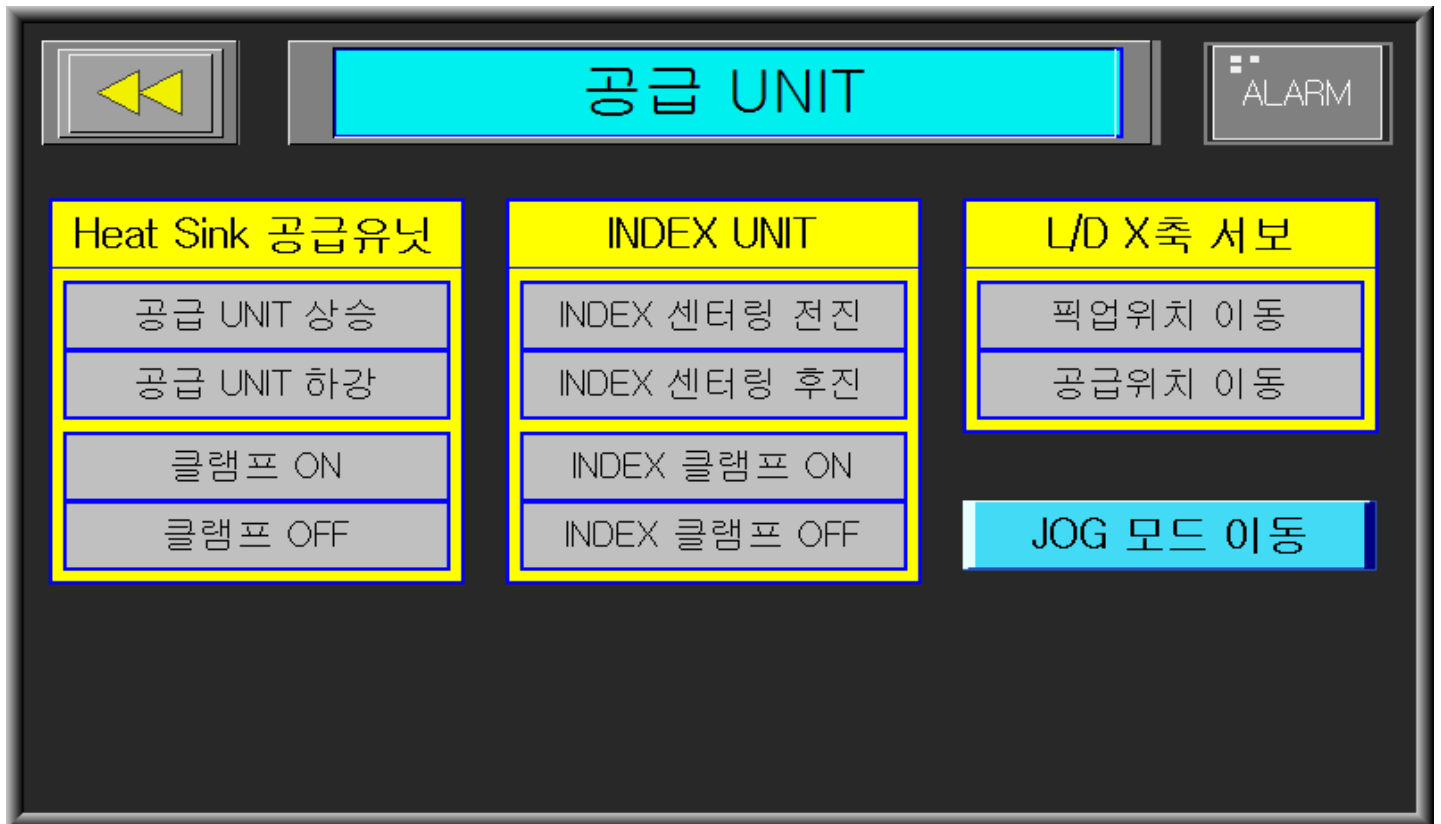 공급 UNIT
ALARM
Heat Sink 공급유닛
공급 UNIT 상승
공급 UNIT 하강
클램프 ON
클램프 OFF
INDEX UNIT
INDEX 센터링 전진
INDEX 센터링 후진
INDEX 클램프 ON
INDEX 클램프 OFF
L/D X축 서보
픽업위치 이동
공급위치 이동
JOG 모드 이동